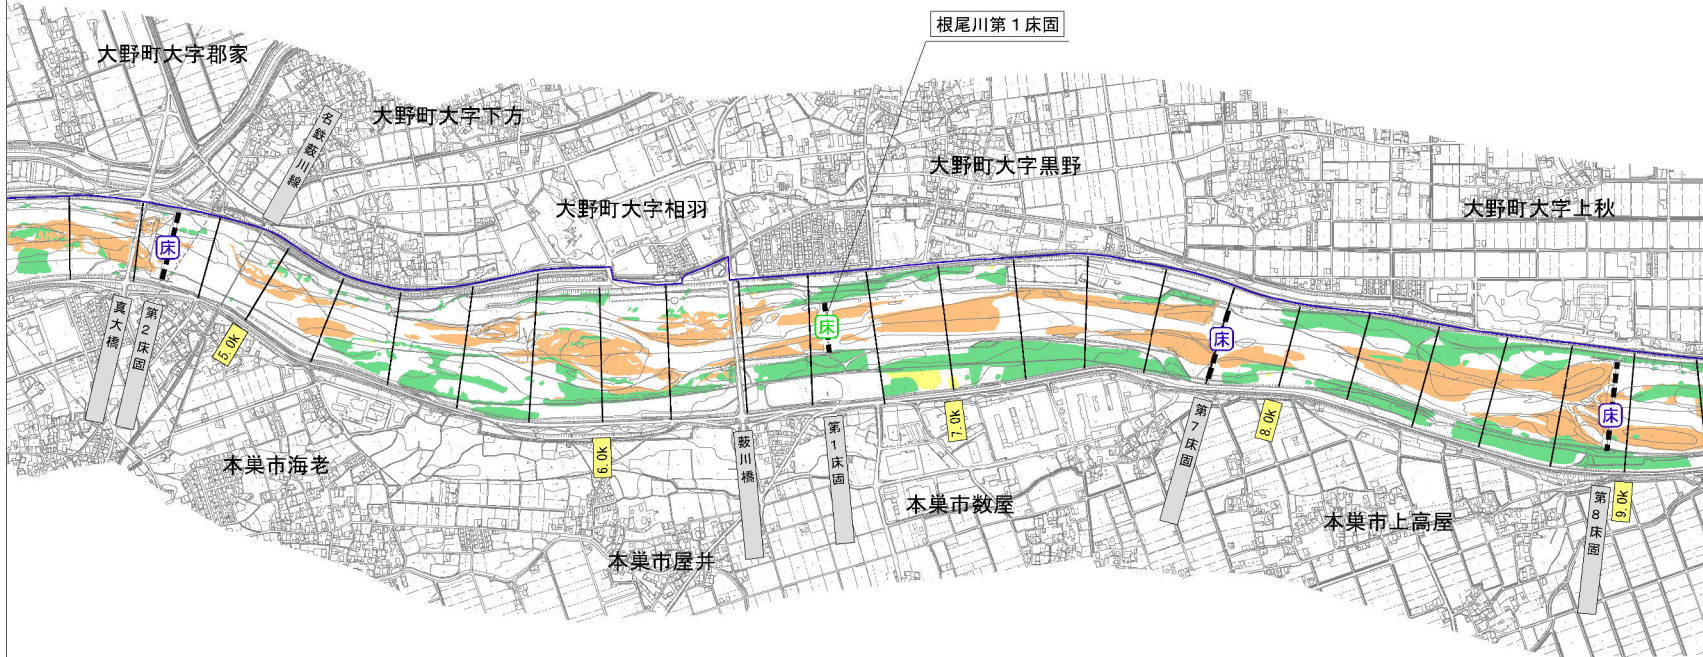 根尾川第1床固
大野町大字郡家
大野町大字下方
名鉄藪川線
大野町大字相羽
大野町大字黒野
大野町大字上秋
床
床
床
床
真大橋
第2床固
5.0k
6.0k
藪川橋
第1床固
7.0k
第7床固
8.0k
第8床固
9.0k
本巣市海老
本巣市屋井
本巣市数屋
本巣市上高屋